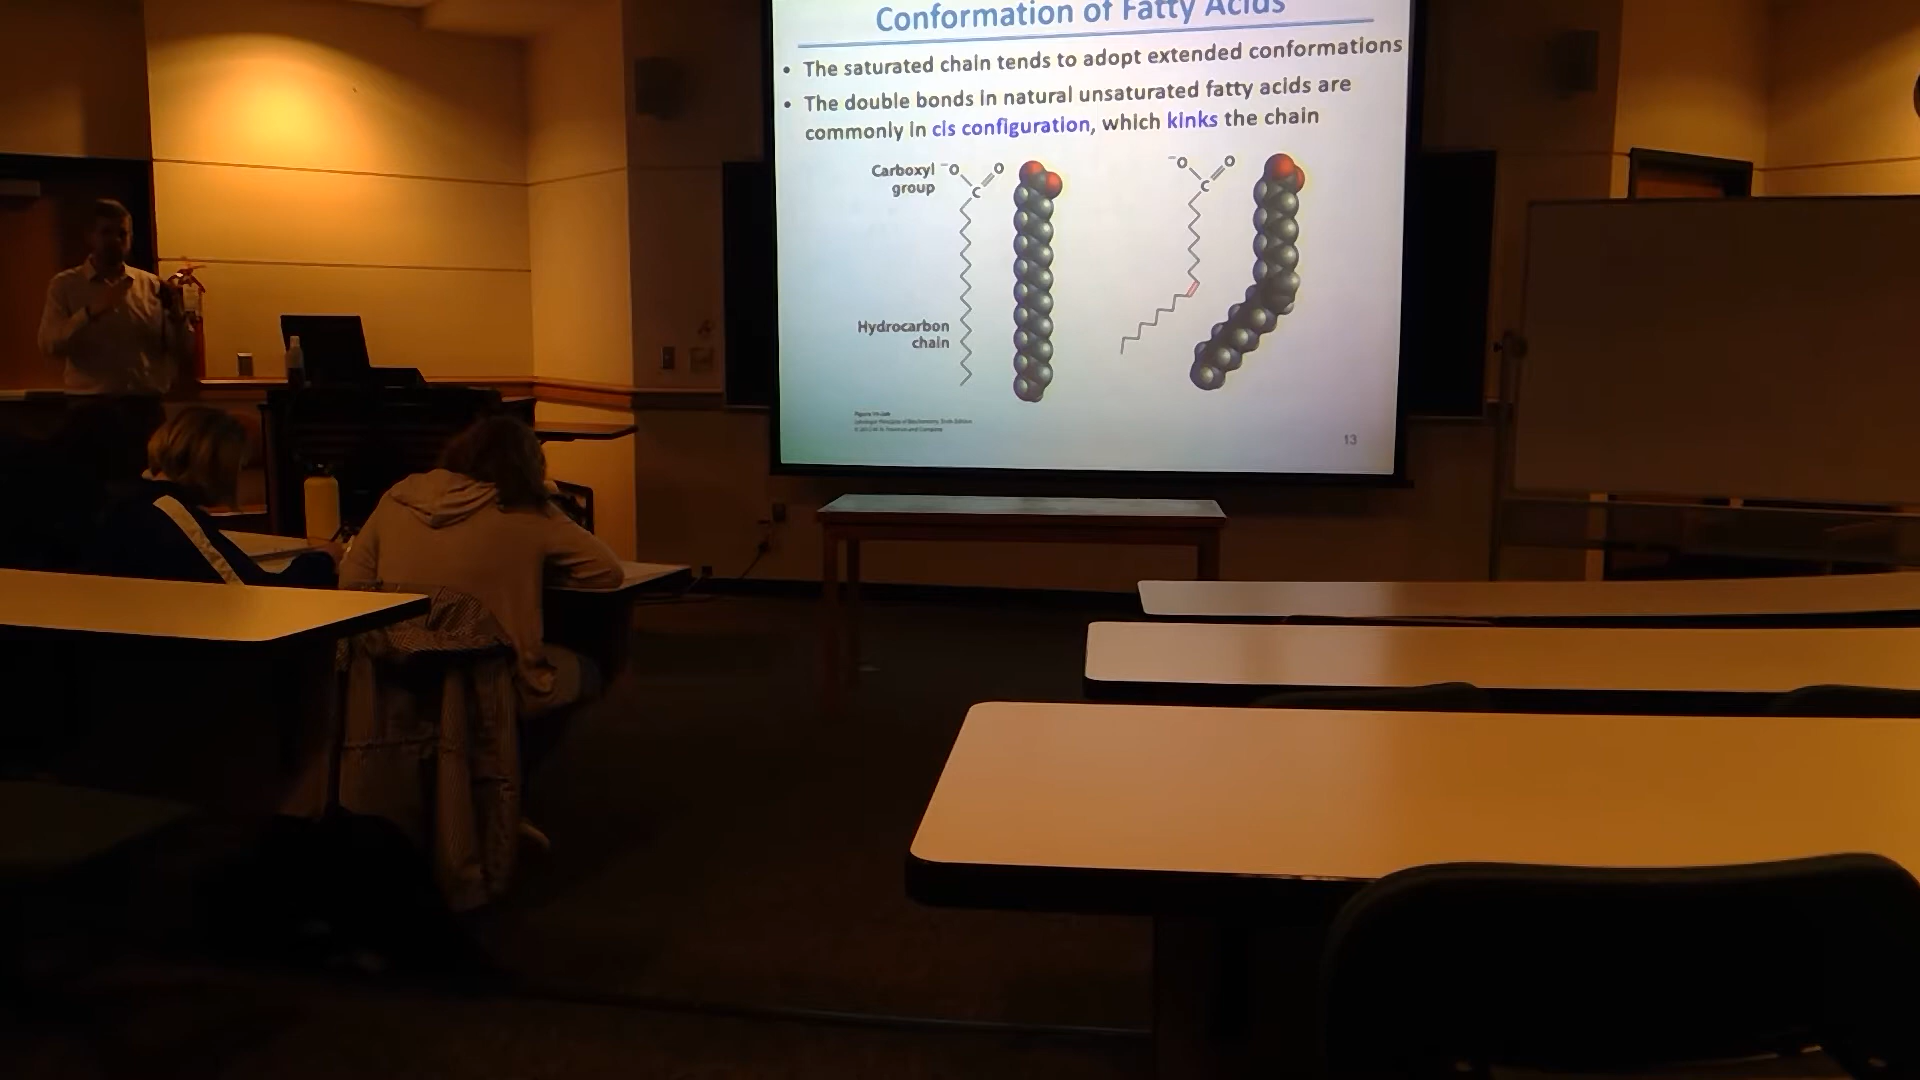 Conformation of Fatty Acids
• The saturated chain tends to adopt extended conformations
• The double bonds in natural unsaturated fatty acids are
commonly in cis configuration, which kinks the chain
Carboxyl
group
⁻O
O
C
⁻O
O
C
Hydrocarbon
chain
13